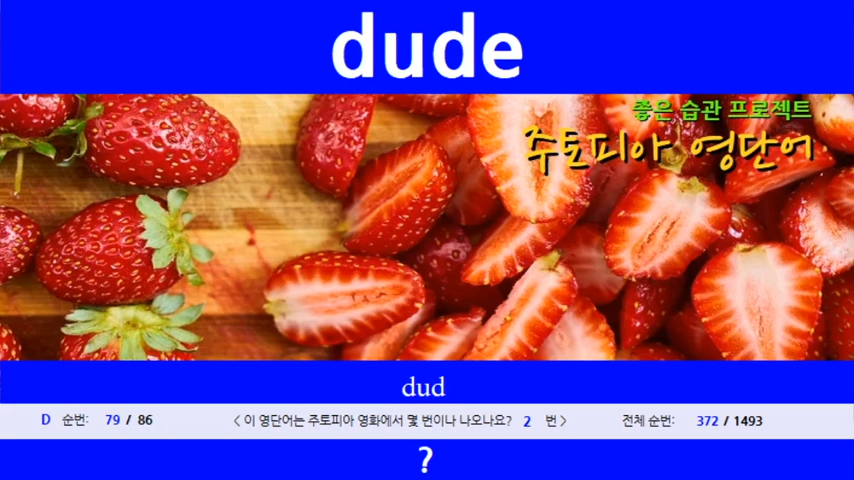 dude
좋은 습관 프로젝트
주토피아 영단어
dud
D 순번: 79 / 86 < 이 영단어는 주토피아 영화에서 몇 번이나 나오나요? 2 번 > 전체 순번: 372 / 1493
?